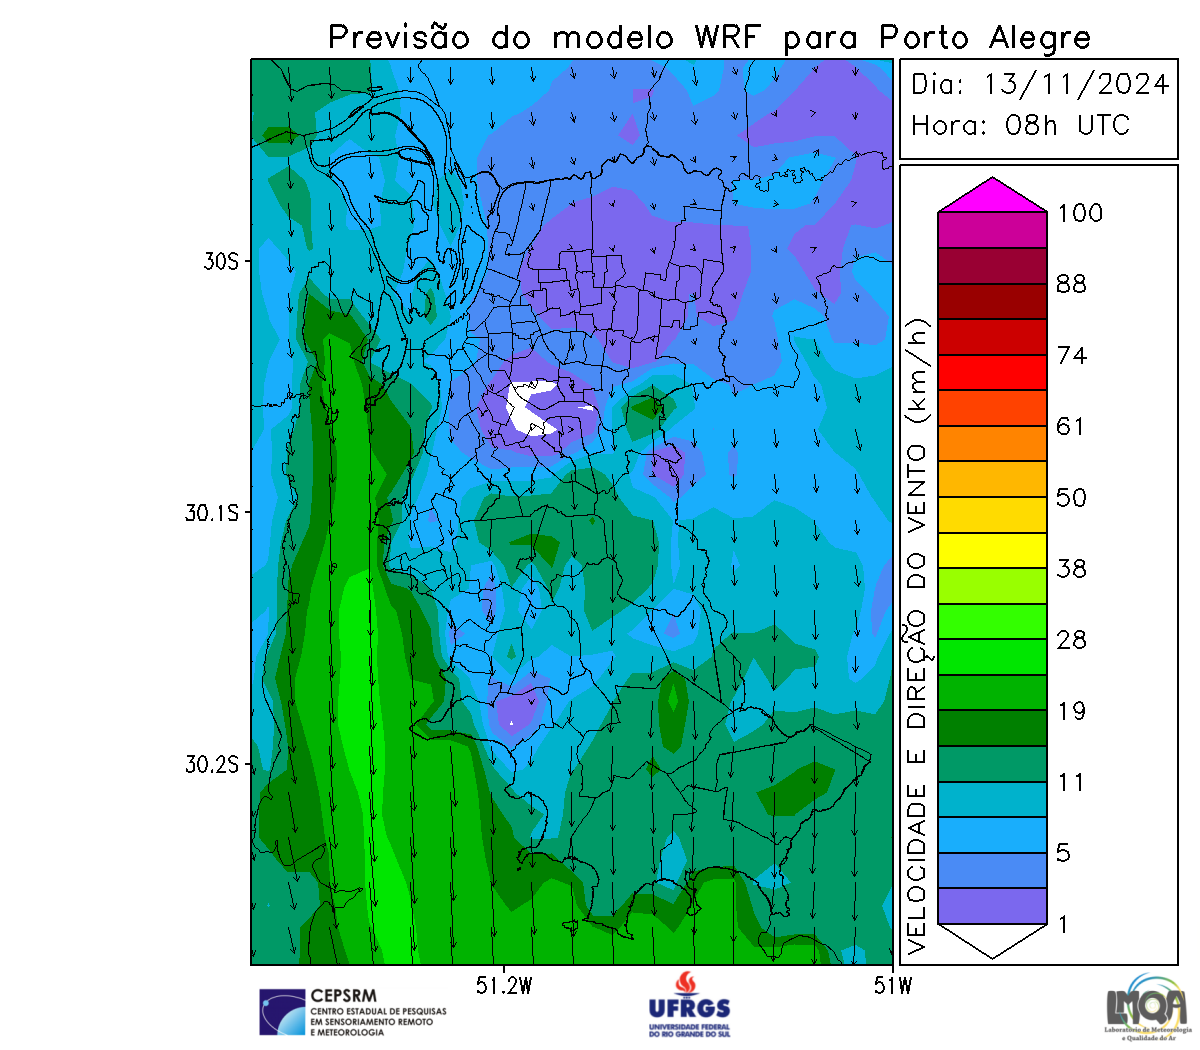 Previsão do modelo WRF para Porto Alegre
Dia: 13/11/2024
Hora: 08h UTC
100
88
74
61
50
38
28
19
11
5
1
VELOCIDADE E DIREÇÃO DO VENTO (km/h)
30S
30.1S
30.2S
51.2W
51W
CEPSRM
CENTRO ESTADUAL DE PESQUISAS
EM SENSORIAMENTO REMOTO
E METEOROLOGIA
UFRGS
UNIVERSIDADE FEDERAL
DO RIO GRANDE DO SUL
LMQA
Laboratório de Meteorologia
e Qualidade do Ar